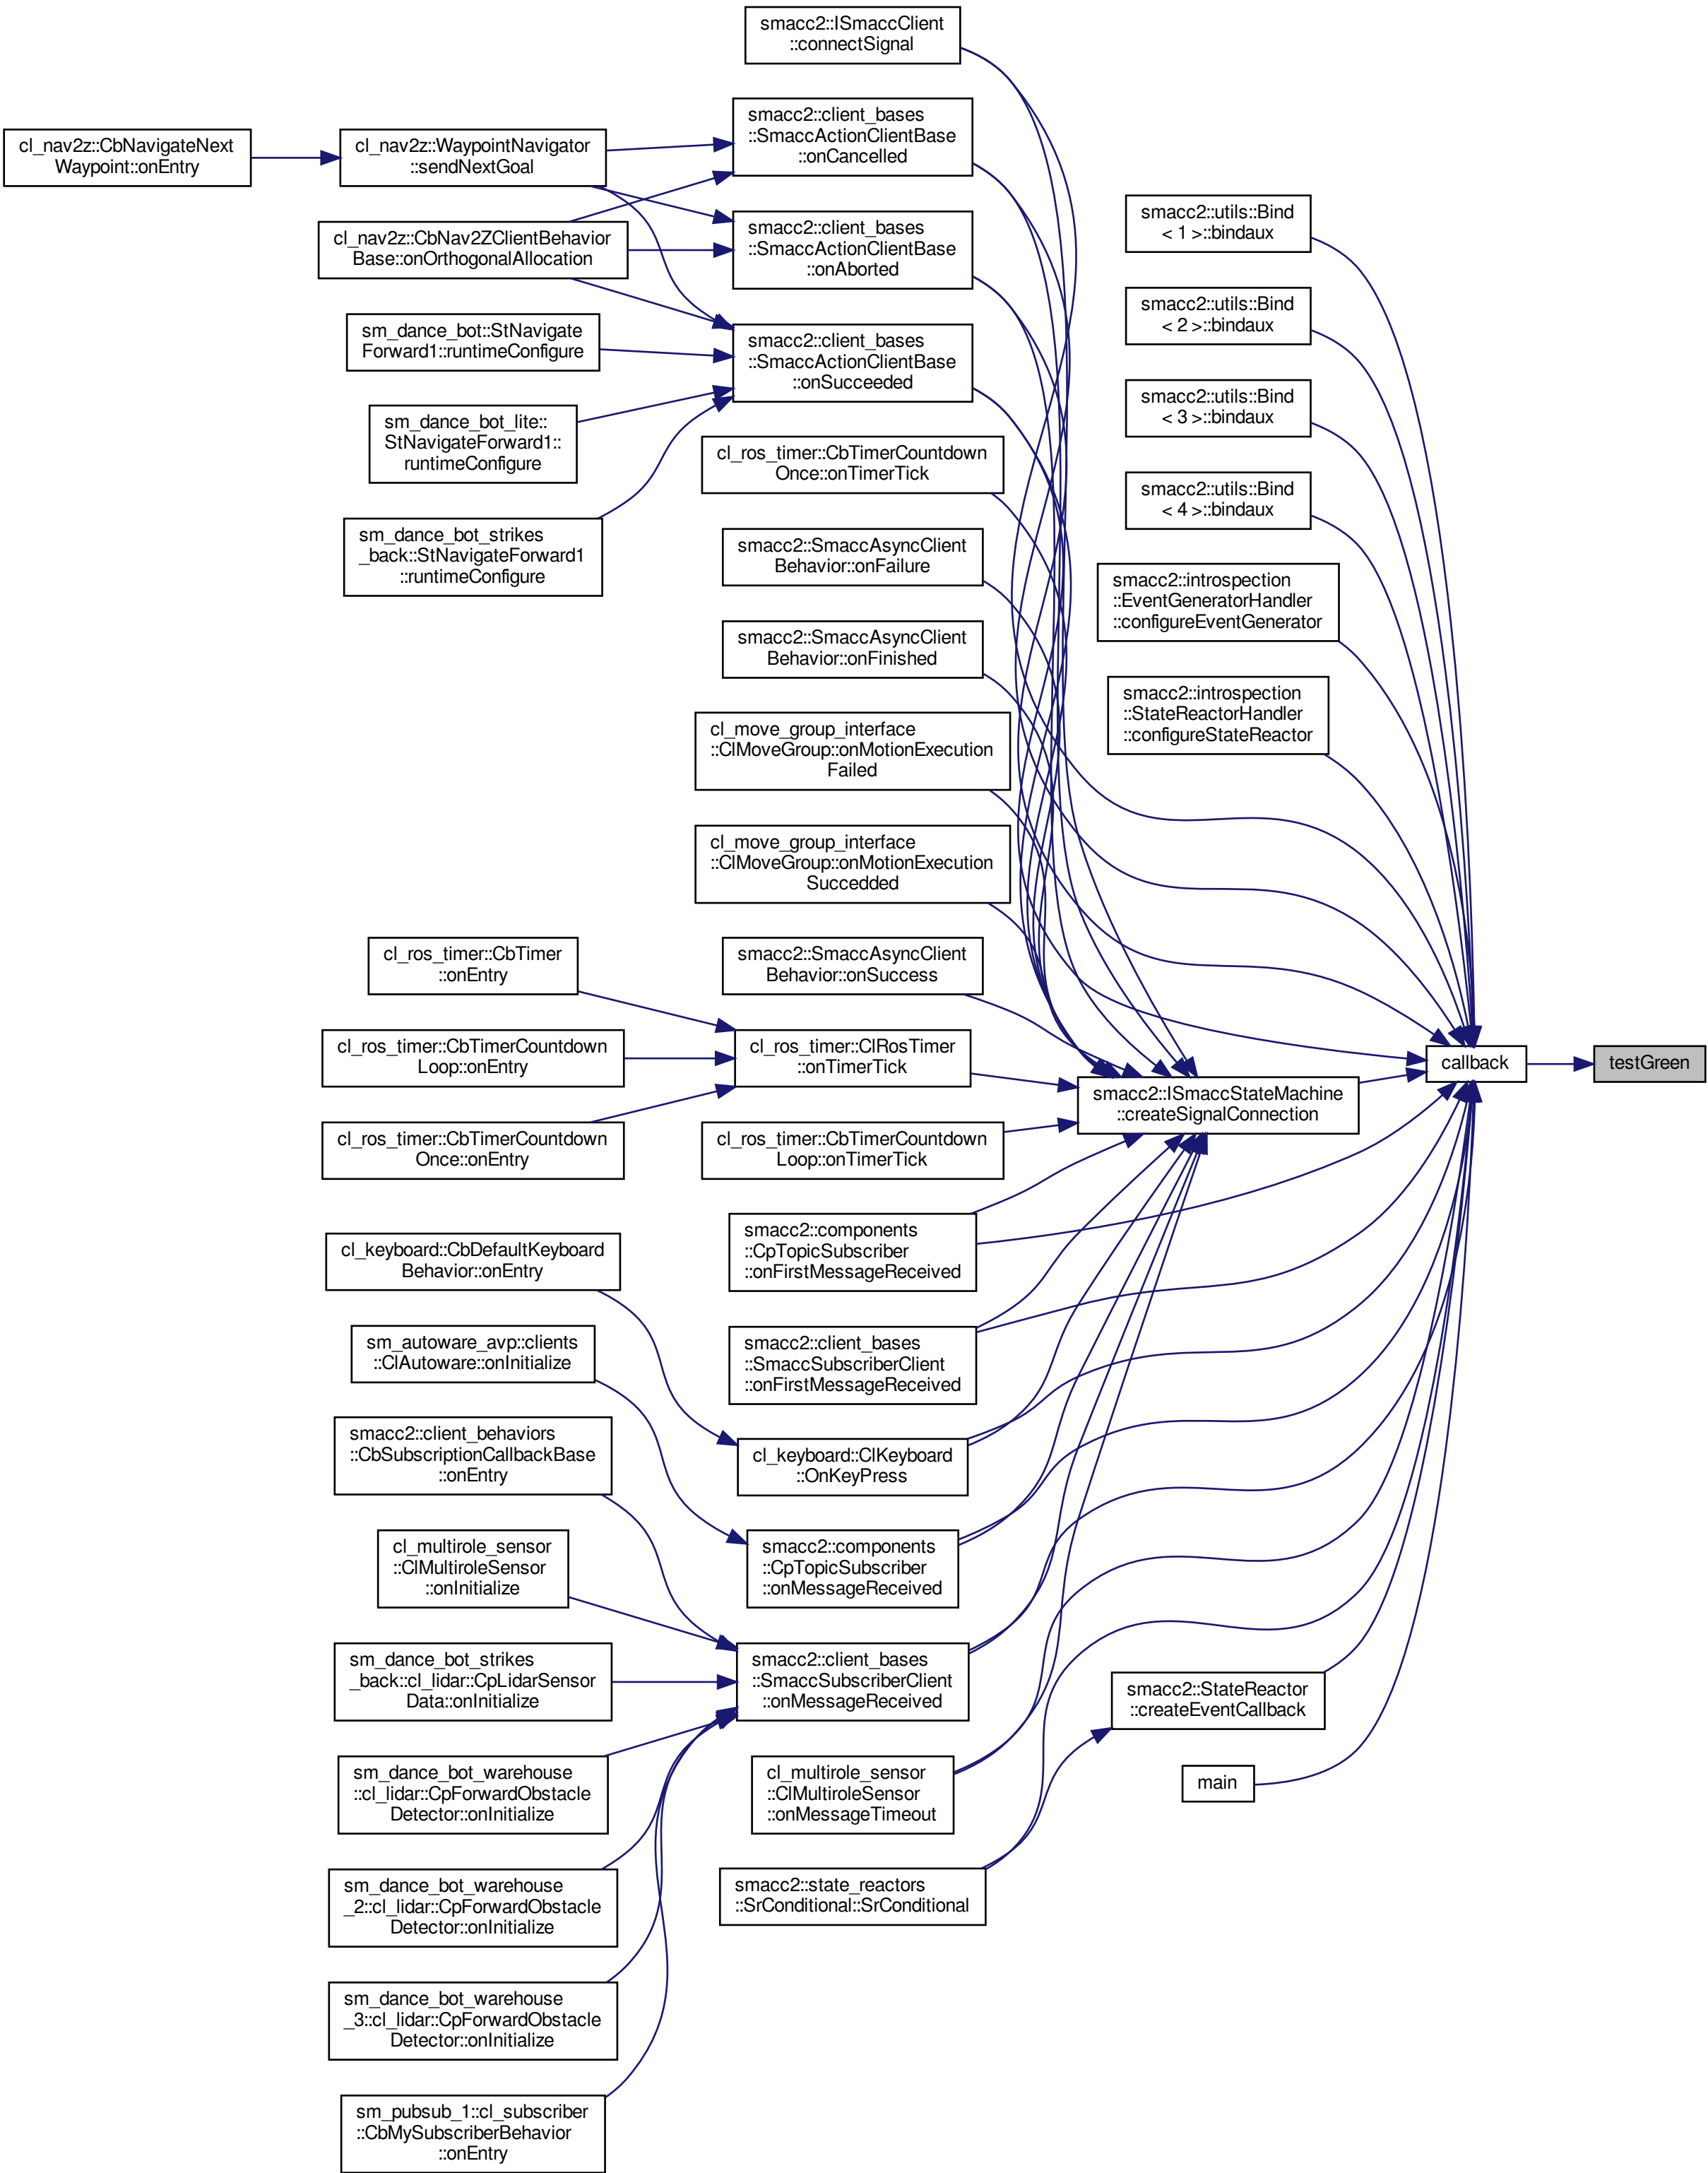 smacc2::ISmaccClient
::connectSignal
smacc2::client_bases
::SmaccActionClientBase
::onCancelled
cl_nav2z::CbNavigateNext
Waypoint::onEntry
cl_nav2z::WaypointNavigator
::sendNextGoal
smacc2::client_bases
::SmaccActionClientBase
::onAborted
cl_nav2z::CbNav2ZClientBehavior
Base::onOrthogonalAllocation
smacc2::client_bases
::SmaccActionClientBase
::onSucceeded
sm_dance_bot::StNavigate
Forward1::runtimeConfigure
sm_dance_bot_lite::
StNavigateForward1::
runtimeConfigure
sm_dance_bot_strikes
_back::StNavigateForward1
::runtimeConfigure
cl_ros_timer::CbTimerCountdown
Once::onTimerTick
smacc2::SmaccAsyncClient
Behavior::onFailure
smacc2::SmaccAsyncClient
Behavior::onFinished
cl_move_group_interface
::ClMoveGroup::onMotionExecution
Failed
cl_move_group_interface
::ClMoveGroup::onMotionExecution
Succedded
smacc2::SmaccAsyncClient
Behavior::onSuccess
smacc2::utils::Bind
< 1 >::bindaux
smacc2::utils::Bind
< 2 >::bindaux
smacc2::utils::Bind
< 3 >::bindaux
smacc2::utils::Bind
< 4 >::bindaux
smacc2::introspection
::EventGeneratorHandler
::configureEventGenerator
smacc2::introspection
::StateReactorHandler
::configureStateReactor
callback
testGreen
smacc2::ISmaccStateMachine
::createSignalConnection
cl_ros_timer::CbTimer
::onEntry
cl_ros_timer::CbTimerCountdown
Loop::onEntry
cl_ros_timer::ClRosTimer
::onTimerTick
cl_ros_timer::CbTimerCountdown
Once::onEntry
cl_ros_timer::CbTimerCountdown
Loop::onTimerTick
smacc2::components
::CpTopicSubscriber
::onFirstMessageReceived
cl_keyboard::CbDefaultKeyboard
Behavior::onEntry
smacc2::client_bases
::SmaccSubscriberClient
::onFirstMessageReceived
sm_autoware_avp::clients
::ClAutoware::onInitialize
cl_keyboard::ClKeyboard
::OnKeyPress
smacc2::client_behaviors
::CbSubscriptionCallbackBase
::onEntry
smacc2::components
::CpTopicSubscriber
::onMessageReceived
cl_multirole_sensor
::ClMultiroleSensor
::onInitialize
smacc2::client_bases
::SmaccSubscriberClient
::onMessageReceived
sm_dance_bot_strikes
_back::cl_lidar::CpLidarSensor
Data::onInitialize
smacc2::StateReactor
::createEventCallback
sm_dance_bot_warehouse
::cl_lidar::CpForwardObstacle
Detector::onInitialize
cl_multirole_sensor
::ClMultiroleSensor
::onMessageTimeout
main
sm_dance_bot_warehouse
_2::cl_lidar::CpForwardObstacle
Detector::onInitialize
smacc2::state_reactors
::SrConditional::SrConditional
sm_dance_bot_warehouse
_3::cl_lidar::CpForwardObstacle
Detector::onInitialize
sm_pubsub_1::cl_subscriber
::CbMySubscriberBehavior
::onEntry